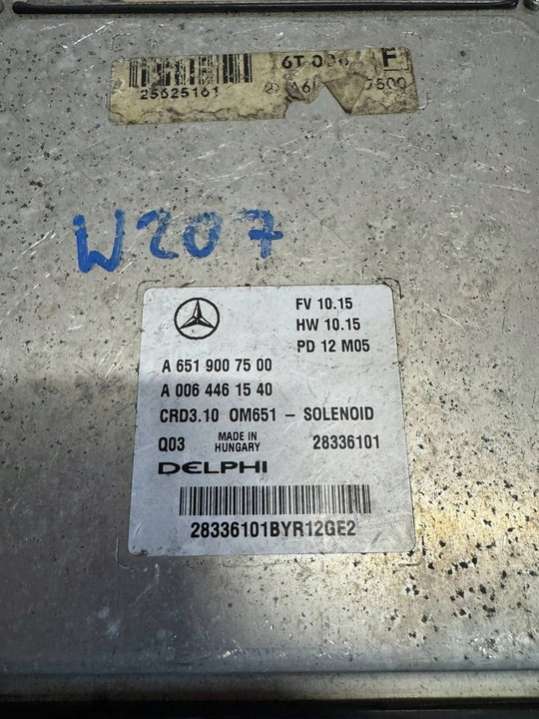 25625161
F
W207
FV 10.15
HW 10.15
PD 12 M05
A 651 900 75 00
A 006 446 15 40
CRD3.10 OM651 – SOLENOID
Q03 MADE IN HUNGARY 28336101
DELPHI
28336101BYR12GE2